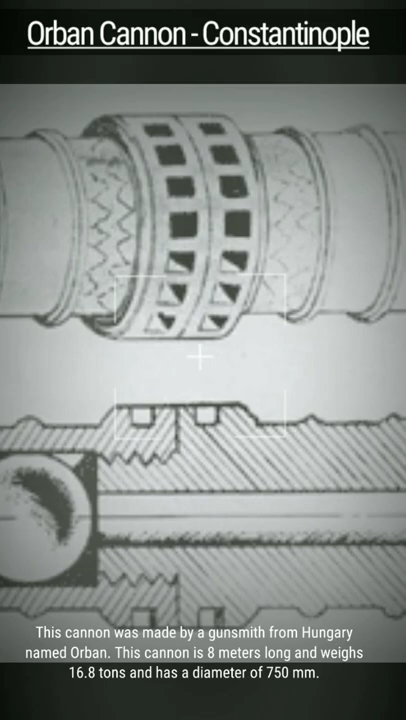 Orban Cannon - Constantinople
This cannon was made by a gunsmith from Hungary
named Orban. This cannon is 8 meters long and weighs
16.8 tons and has a diameter of 750 mm.